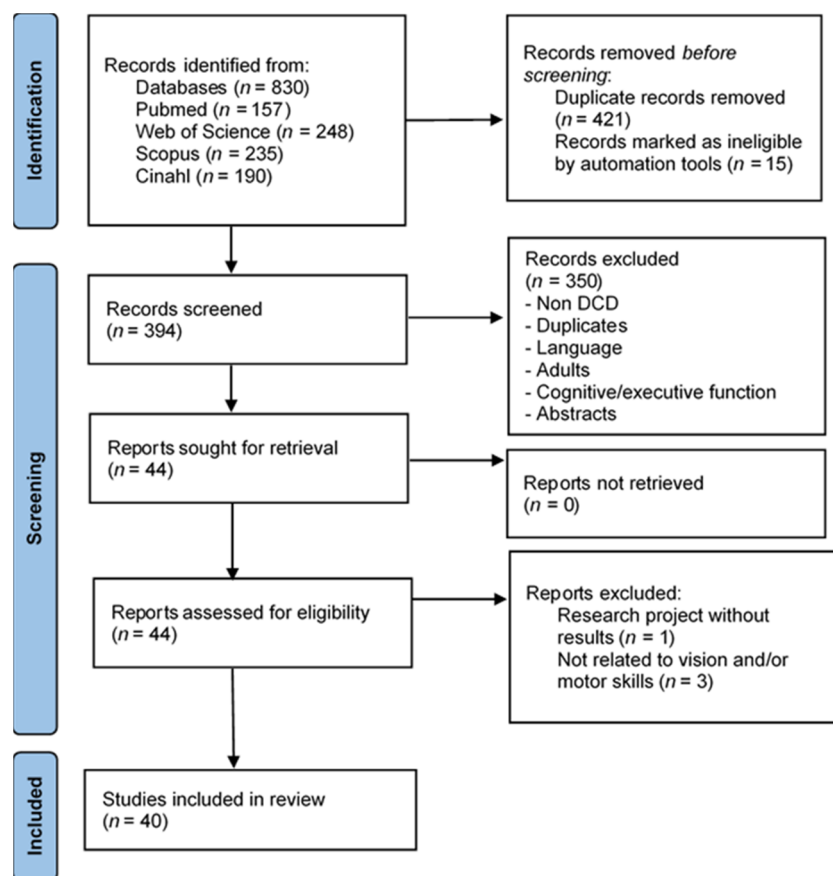 Identification
Records identified from:
Databases (n = 830)
Pubmed (n = 157)
Web of Science (n = 248)
Scopus (n = 235)
Cinahl (n = 190)
Records removed before
screening:
Duplicate records removed
(n = 421)
Records marked as ineligible
by automation tools (n = 15)
Screening
Records screened
(n = 394)
Records excluded
(n = 350)
- Non DCD
- Duplicates
- Language
- Adults
- Cognitive/executive function
- Abstracts
Reports sought for retrieval
(n = 44)
Reports not retrieved
(n = 0)
Reports assessed for eligibility
(n = 44)
Reports excluded:
Research project without
results (n = 1)
Not related to vision and/or
motor skills (n = 3)
Included
Studies included in review
(n = 40)